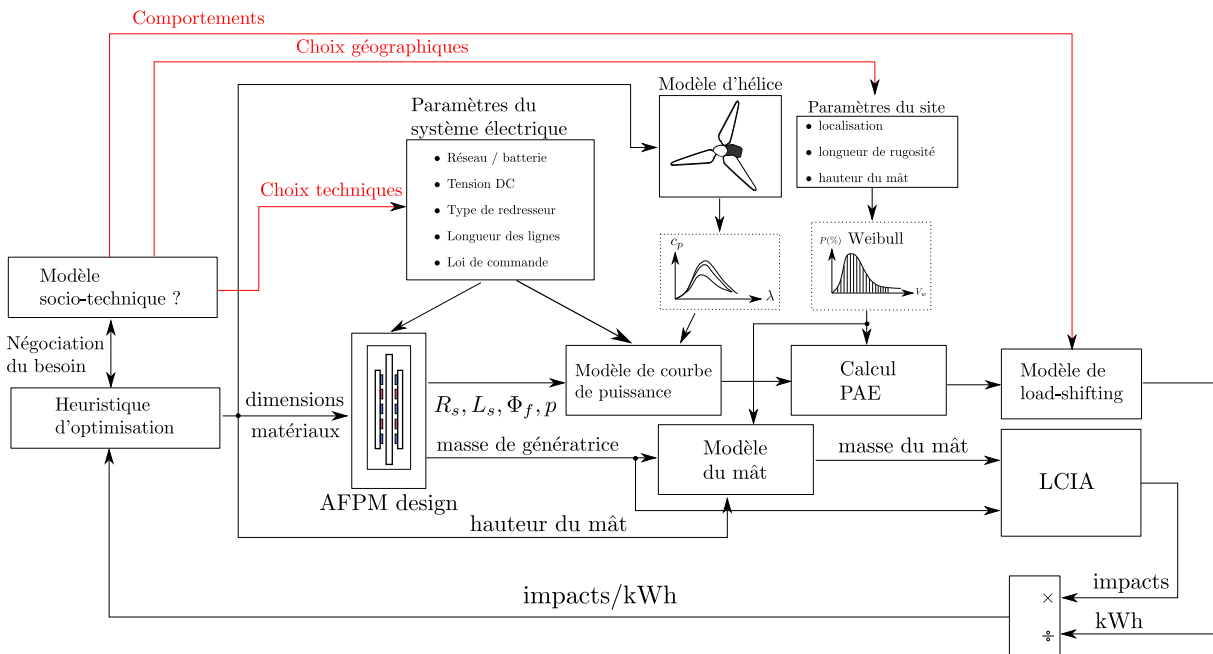 Comportements
Choix géographiques
Modèle d'hélice
Paramètres du
système électrique
• Réseau / batterie
• Tension DC
• Type de redresseur
• Longueur des lignes
• Loi de commande
Paramètres du site
• localisation
• longueur de rugosité
• hauteur du mât
Choix techniques
c_p
λ
P(%)
Weibull
V_w
Modèle
socio-technique ?
Négociation
du besoin
Heuristique
d'optimisation
dimensions
matériaux
AFPM design
R_s, L_s, Φ_f, p
masse de génératrice
Modèle de courbe
de puissance
Calcul
PAE
Modèle de
load-shifting
Modèle
du mât
masse du mât
LCIA
hauteur du mât
impacts
×
kWh
÷
impacts/kWh